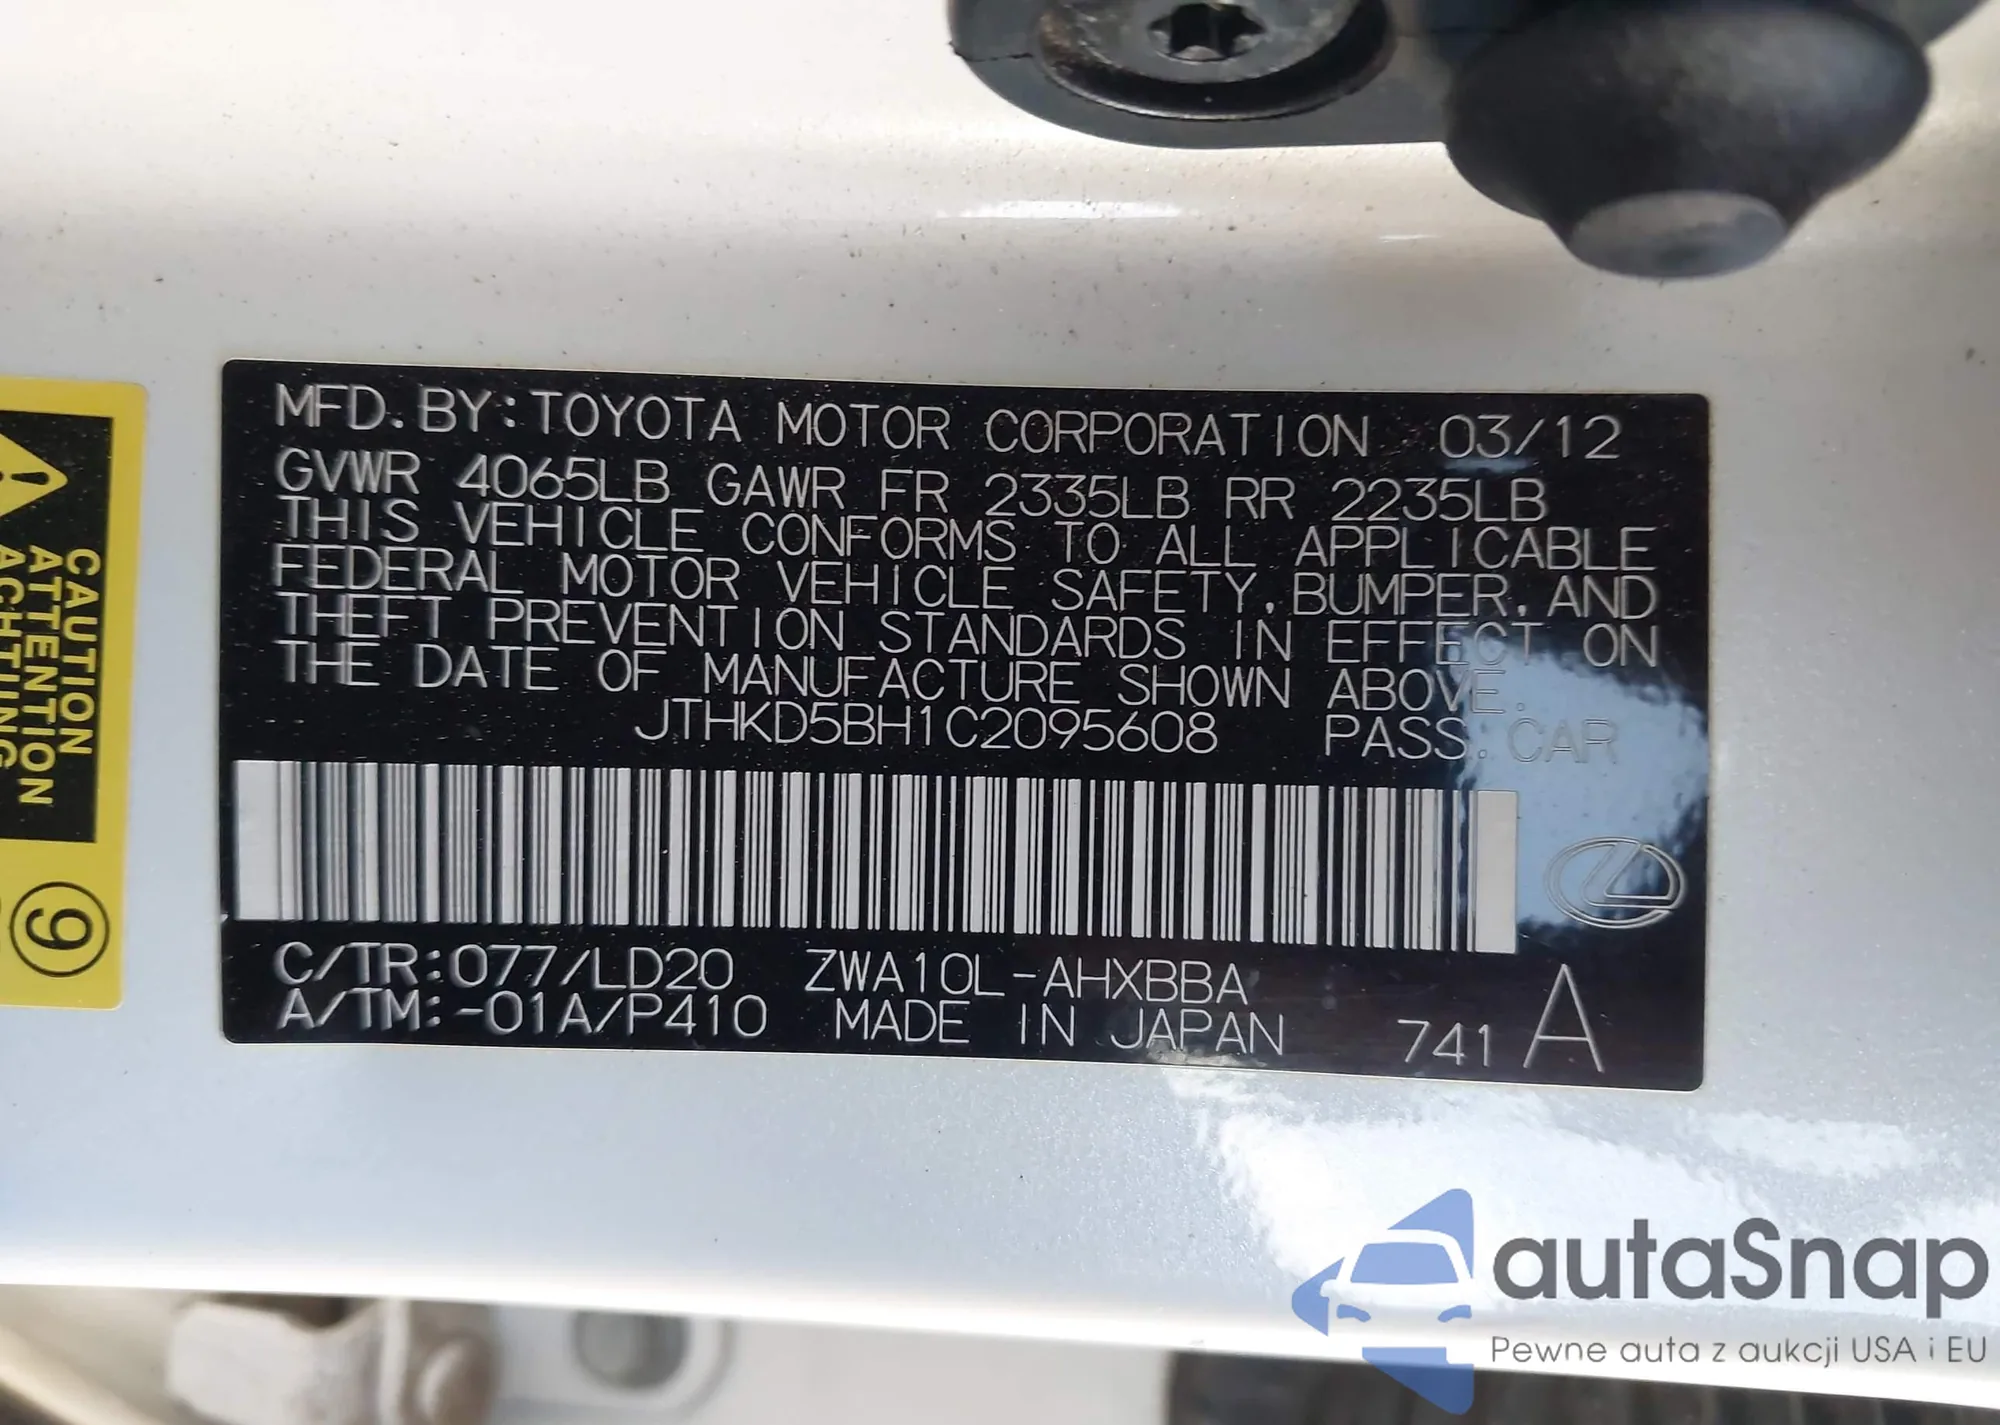 MFD. BY: TOYOTA MOTOR CORPORATION 03/12
GVWR 4065LB GAWR FR 2335LB RR 2235LB
THIS VEHICLE CONFORMS TO ALL APPLICABLE
FEDERAL MOTOR VEHICLE SAFETY, BUMPER, AND
THEFT PREVENTION STANDARDS IN EFFECT ON
THE DATE OF MANUFACTURE SHOWN ABOVE.
JTHKD5BH1C2095608 PASS. CAR
C/TR:077/LD20 ZWA10L-AHXBBA
A/TM:-01A/P410 MADE IN JAPAN 741 A
CAUTION
ATTENTION
ACHTUNG
9
autaSnap
Pewne auta z aukcji USA i EU